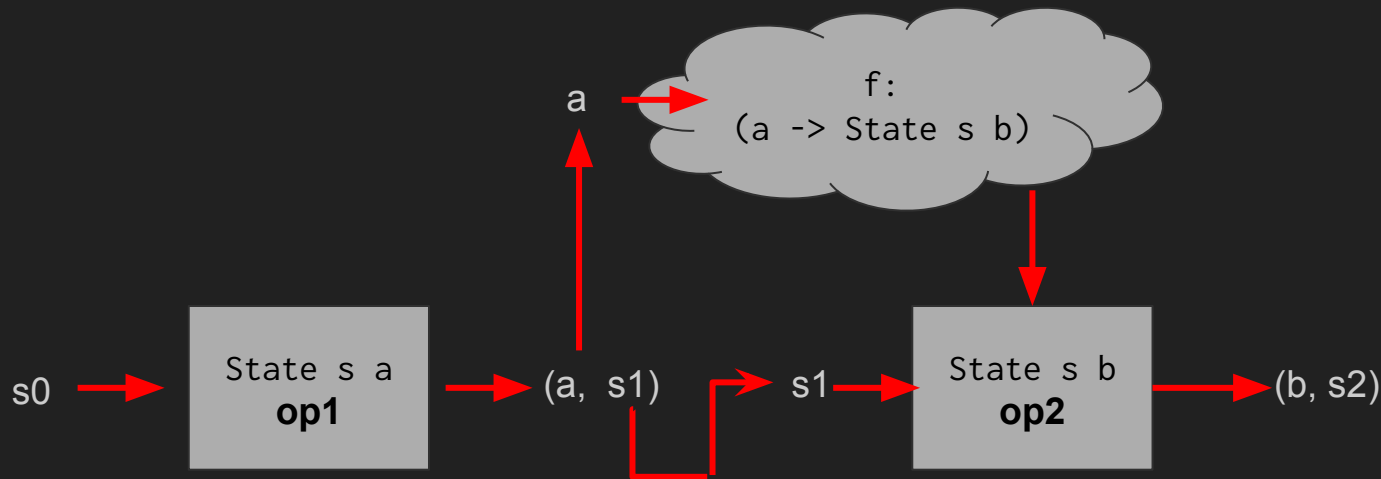 f:
a
(a -> State s b)
State s a
State s b
s0
(a, s1)
s1
(b, s2)
op1
op2